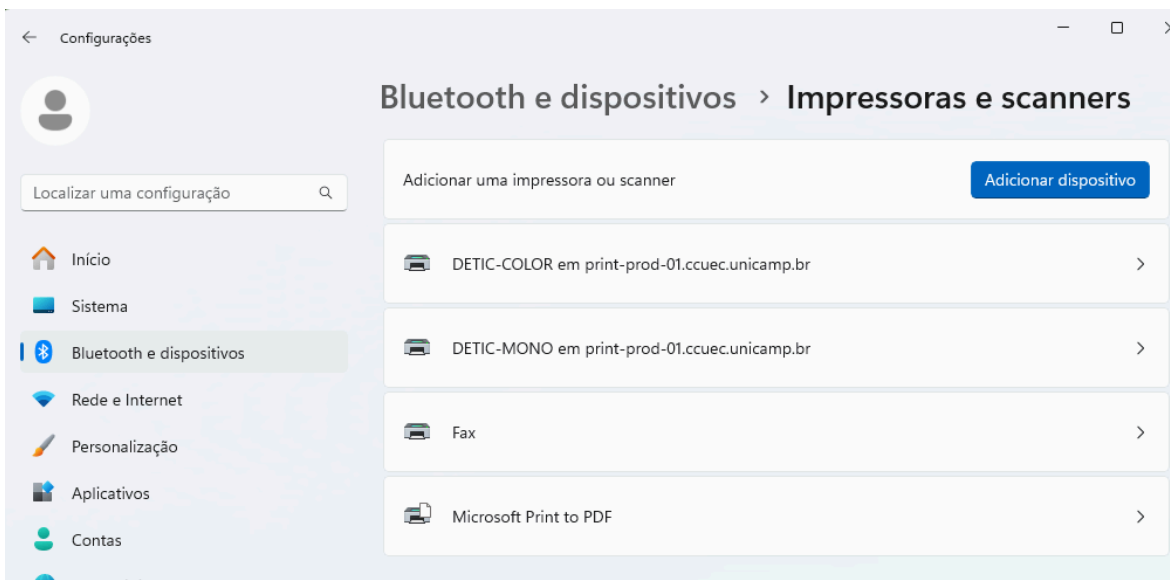 Configurações
Bluetooth e dispositivos > Impressoras e scanners
Localizar uma configuração
Adicionar uma impressora ou scanner
Adicionar dispositivo
Início
DETIC-COLOR em print-prod-01.ccuec.unicamp.br
Sistema
Bluetooth e dispositivos
DETIC-MONO em print-prod-01.ccuec.unicamp.br
Rede e Internet
Fax
Personalização
Aplicativos
Microsoft Print to PDF
Contas